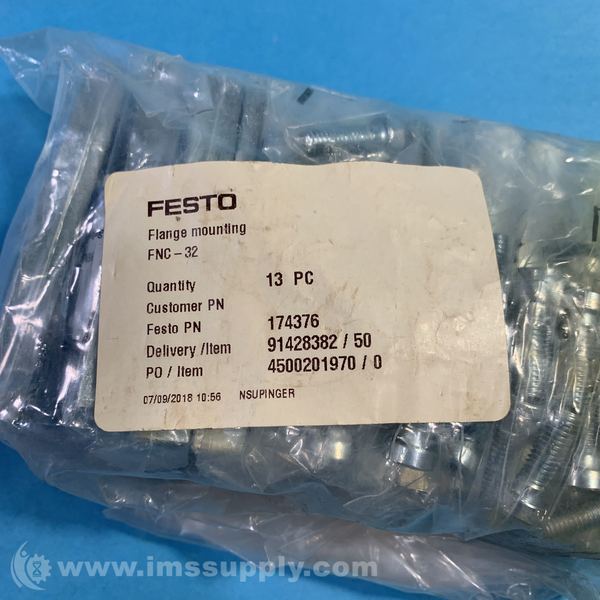 FESTO
Flange mounting
FNC-32
Quantity 13 PC
Customer PN
Festo PN 174376
Delivery /Item 91428382 / 50
PO / Item 4500201970 / 0
07/09/2018 10:56 NSUPINGER
www.imssupply.com